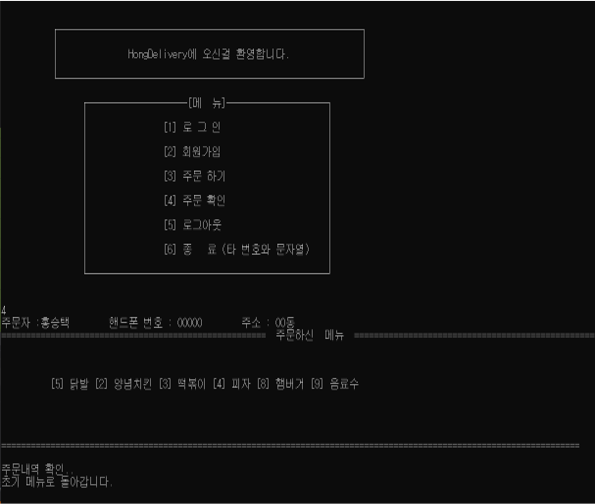 HongDelivery에 오신걸 환영합니다.
[메 뉴]
[1] 로 그 인
[2] 회원가입
[3] 주문 하기
[4] 주문 확인
[5] 로그아웃
[6] 종 료 (타 번호와 문자열)
4
주문자 :홍승택 핸드폰 번호 : 00000 주소 : 00동
주문하신 메뉴
[5] 닭발 [2] 양념치킨 [3] 떡볶이 [4] 피자 [8] 햄버거 [9] 음료수
주문내역 확인..
초기 메뉴로 돌아갑니다.